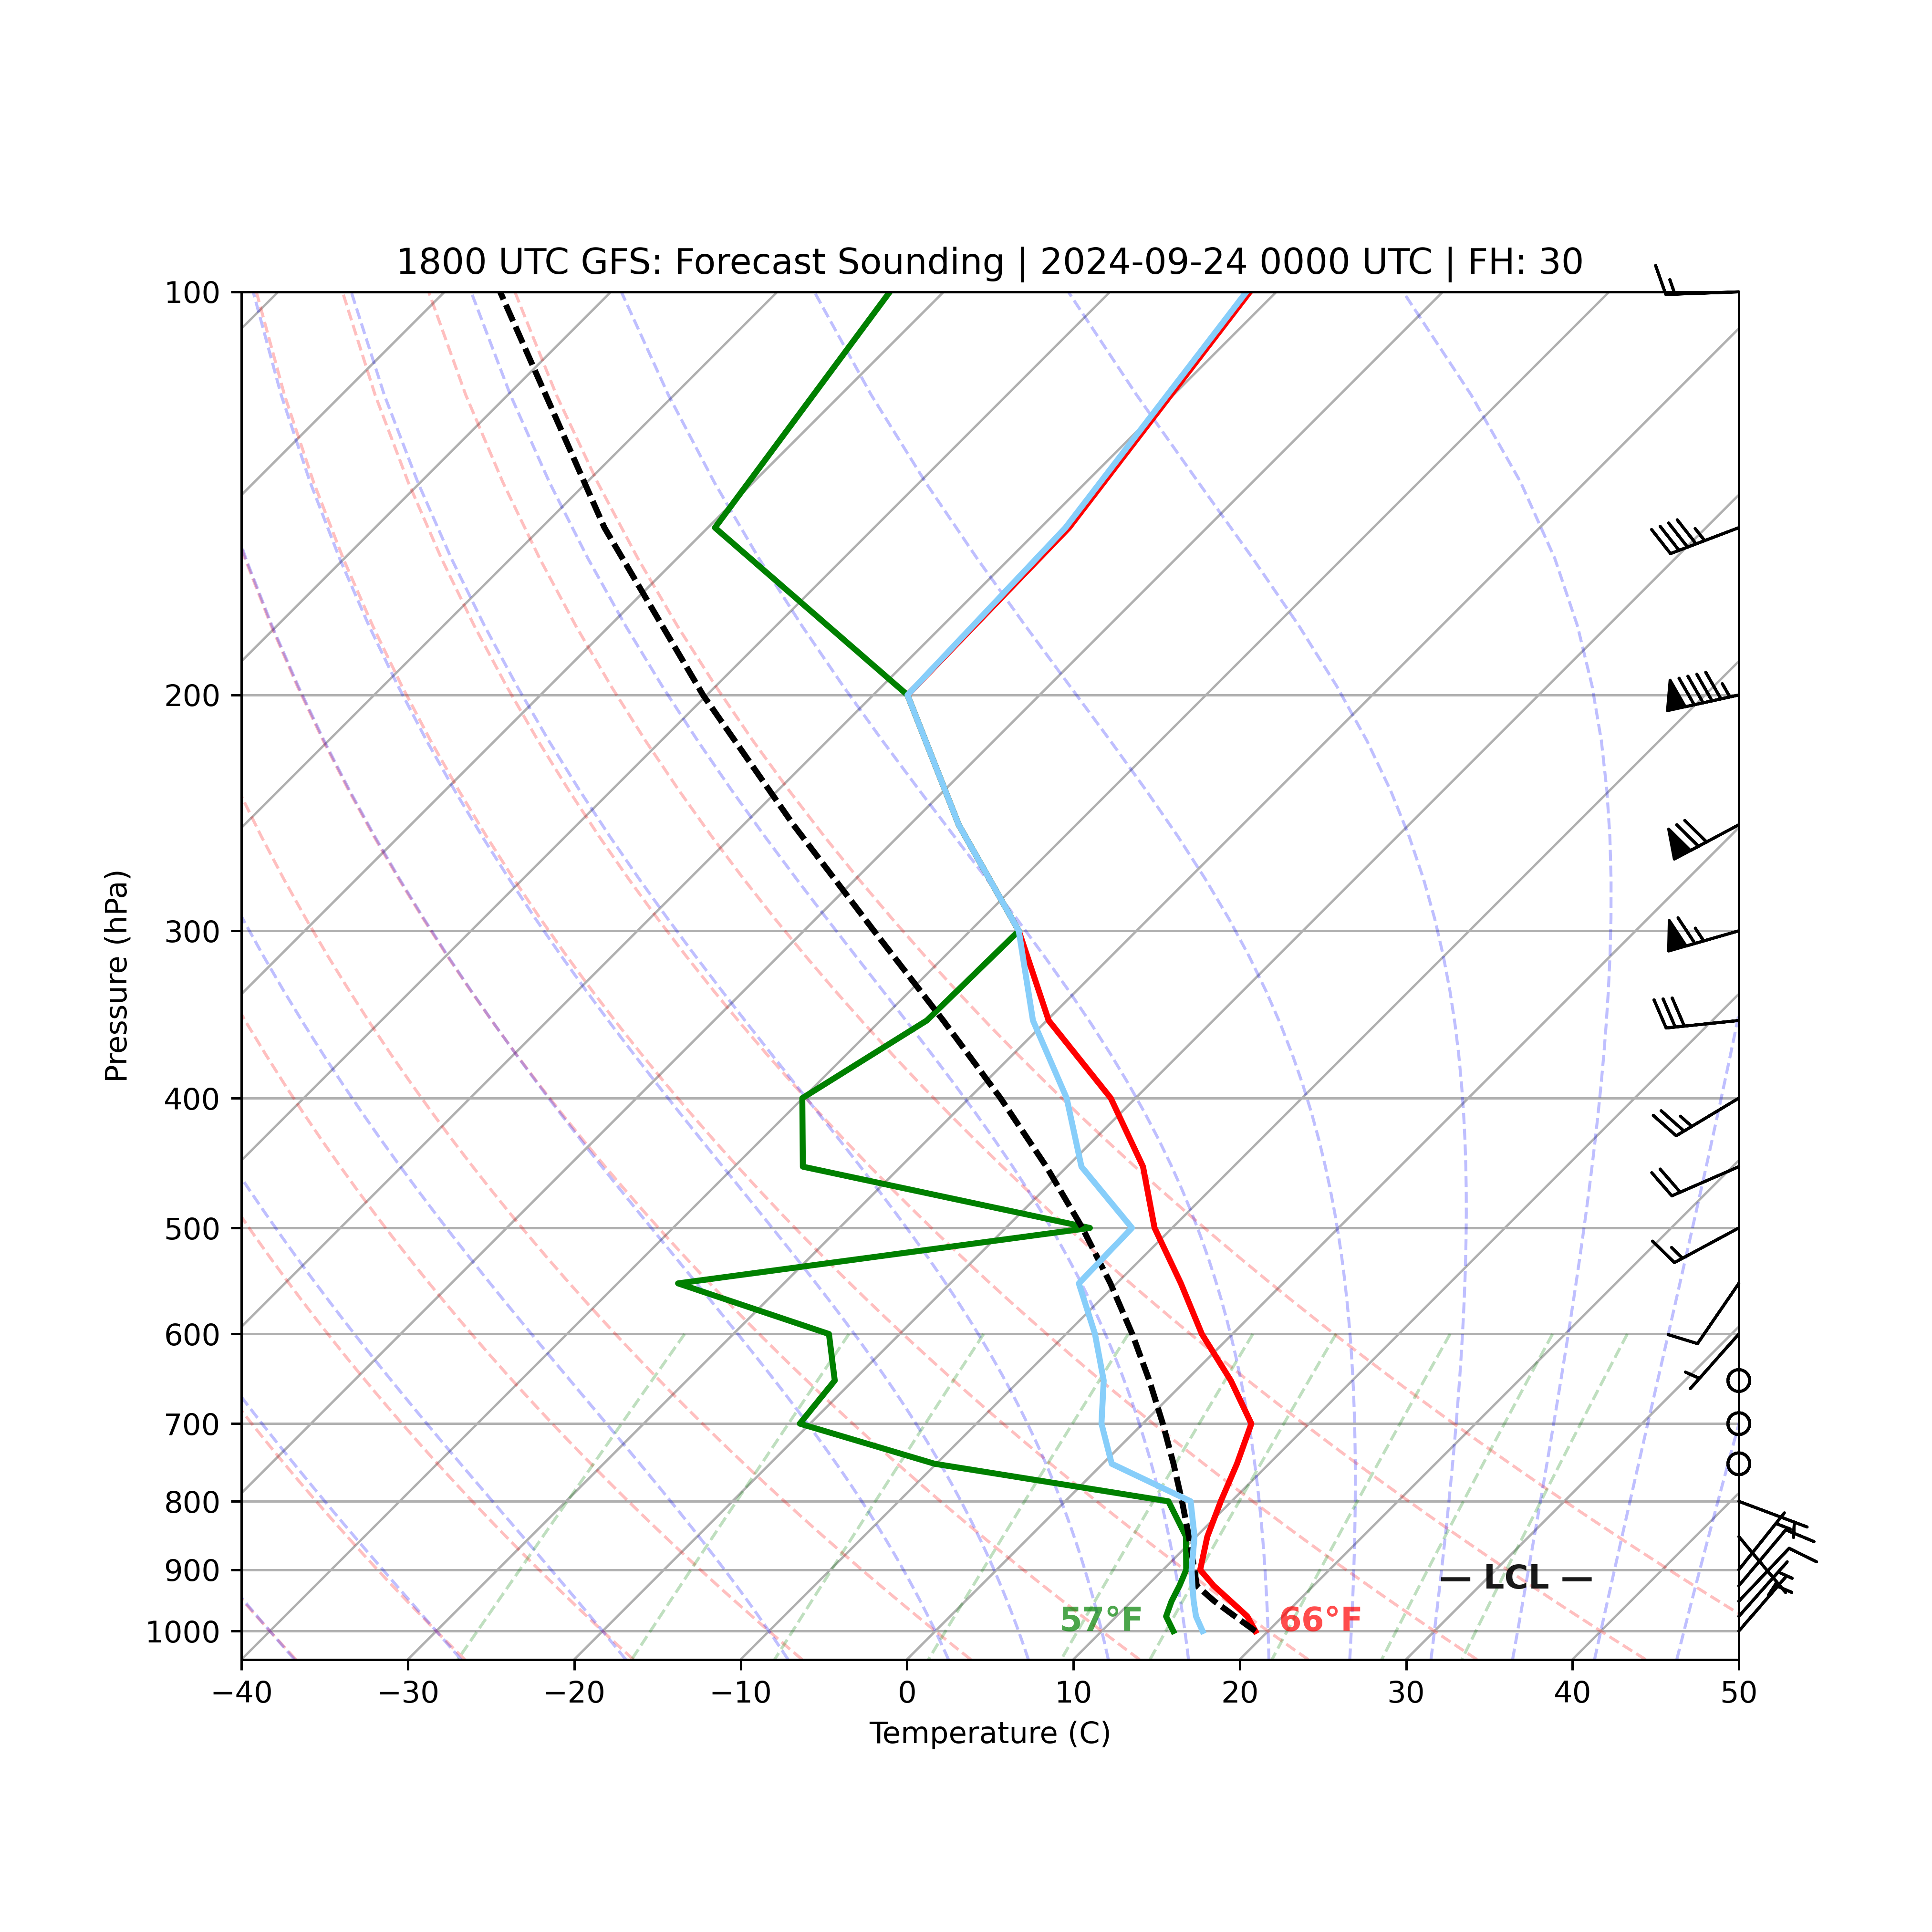 1800 UTC GFS: Forecast Sounding | 2024-09-24 0000 UTC | FH: 30
100
200
300
400
500
600
700
800
900
1000
Pressure (hPa)
— LCL —
57°F
66°F
−40 −30 −20 −10 0 10 20 30 40 50
Temperature (C)